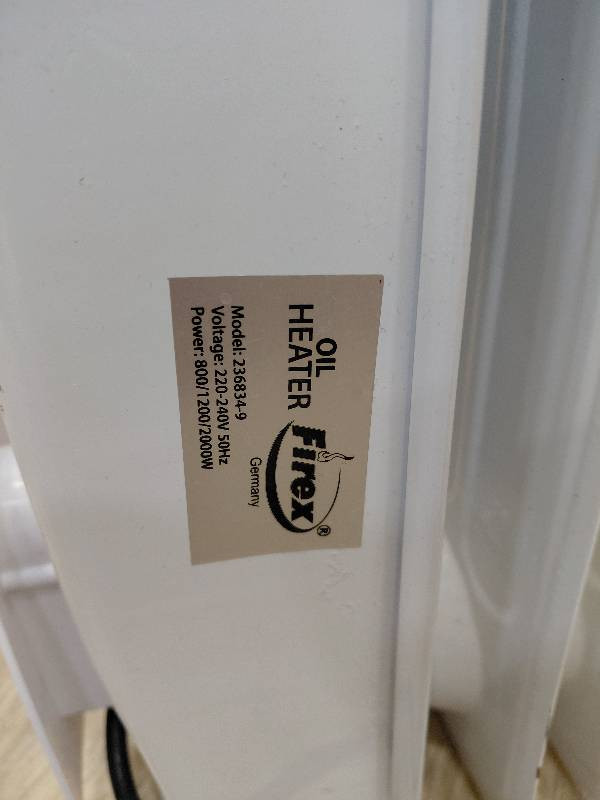 OIL
HEATER
Firex®
Germany
Model: 236834-9
Voltage: 220-240V 50Hz
Power: 800/1200/2000W